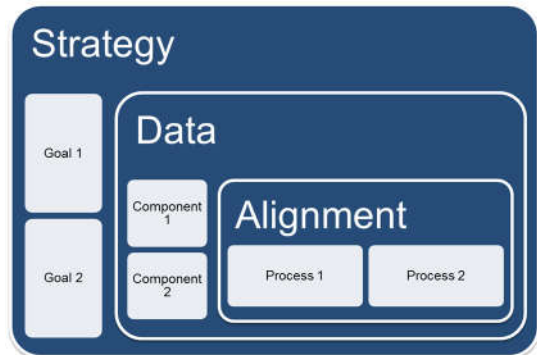 Strategy
Goal 1
Goal 2
Data
Component
1
Component
2
Alignment
Process 1
Process 2